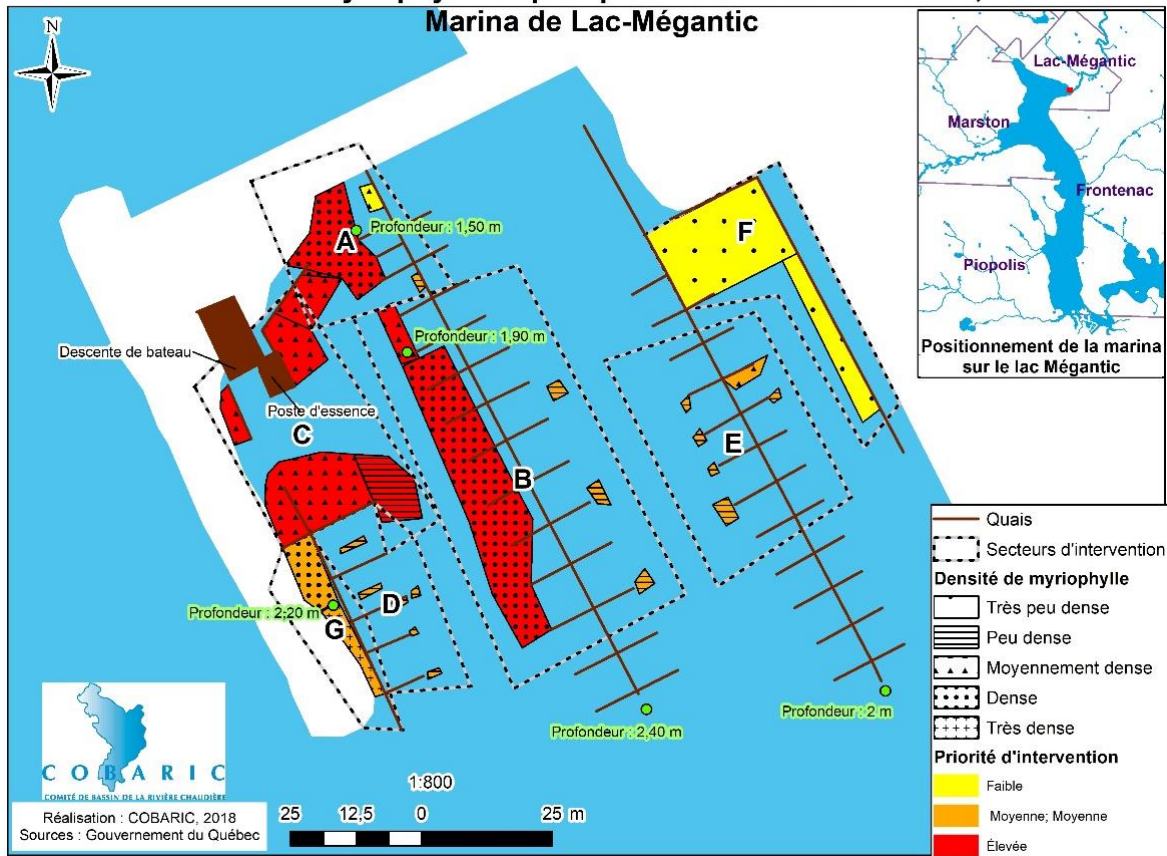 Marina de Lac-Mégantic
N
Lac-Mégantic
Marston
Frontenac
Piopolis
Positionnement de la marina
sur le lac Mégantic
A
Profondeur : 1,50 m
F
Descente de bateau
Profondeur : 1,90 m
Poste d'essence
C
B
E
D
Profondeur : 2,20 m
G
Profondeur : 2,40 m
Profondeur : 2 m
Quais
Secteurs d'intervention
Densité de myriophylle
Très peu dense
Peu dense
Moyennement dense
Dense
Très dense
Priorité d'intervention
Faible
Moyenne; Moyenne
Élevée
COBARIC
COMITÉ DE BASSIN DE LA RIVIÈRE CHAUDIÈRE
Réalisation : COBARIC, 2018
Sources : Gouvernement du Québec
1:800
25 12,5 0 25 m